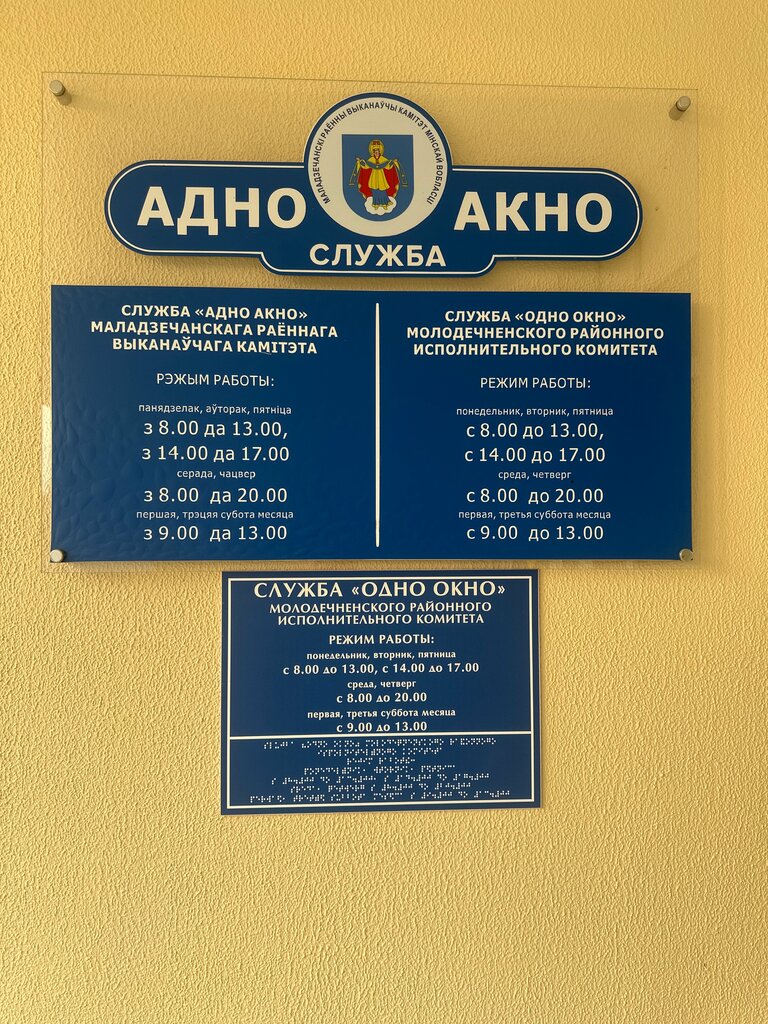 МАЛАДЗЕЧАНСКІ РАЁННЫ ВЫКАНАЎЧЫ КАМІТЭТ МІНСКАЙ ВОБЛАСЦІ
АДНО АКНО
СЛУЖБА
СЛУЖБА «АДНО АКНО»
МАЛАДЗЕЧАНСКАГА РАЁННАГА
ВЫКАНАЎЧАГА КАМІТЭТА
РЭЖЫМ РАБОТЫ:
панядзелак, аўторак, пятніца
з 8.00 да 13.00,
з 14.00 да 17.00
серада, чацвер
з 8.00 да 20.00
першая, трэцяя субота месяца
з 9.00 да 13.00
СЛУЖБА «ОДНО ОКНО»
МОЛОДЕЧНЕНСКОГО РАЙОННОГО
ИСПОЛНИТЕЛЬНОГО КОМИТЕТА
РЕЖИМ РАБОТЫ:
понедельник, вторник, пятница
с 8.00 до 13.00,
с 14.00 до 17.00
среда, четверг
с 8.00 до 20.00
первая, третья суббота месяца
с 9.00 до 13.00
СЛУЖБА «ОДНО ОКНО»
МОЛОДЕЧНЕНСКОГО РАЙОННОГО
ИСПОЛНИТЕЛЬНОГО КОМИТЕТА
РЕЖИМ РАБОТЫ:
понедельник, вторник, пятница
с 8.00 до 13.00, с 14.00 до 17.00
среда, четверг
с 8.00 до 20.00
первая, третья суббота месяца
с 9.00 до 13.00